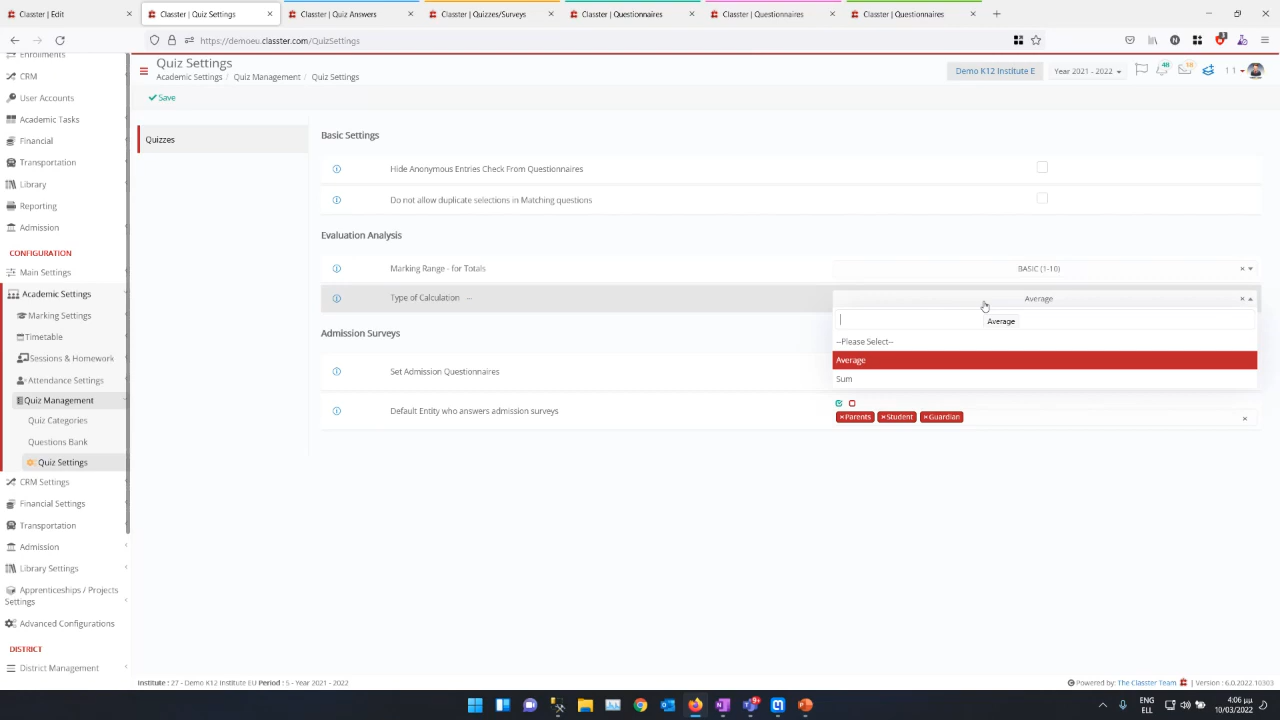 Classter | Edit
Classter | Quiz Settings
Classter | Quiz Answers
Classter | Quizzes/Surveys
Classter | Questionnaires
Classter | Questionnaires
Classter | Questionnaires
https://demoeu.classter.com/QuizSettings
Enrollments
CRM
User Accounts
Academic Tasks
Financial
Transportation
Library
Reporting
Admission
CONFIGURATION
Main Settings
Academic Settings
Marking Settings
Timetable
Sessions & Homework
Attendance Settings
Quiz Management
Quiz Categories
Questions Bank
Quiz Settings
CRM Settings
Financial Settings
Transportation
Admission
Library Settings
Apprenticeships / Projects
Settings
Advanced Configurations
DISTRICT
District Management
Quiz Settings
Academic Settings / Quiz Management / Quiz Settings
Demo K12 Institute E
Year 2021 - 2022
48
18
1 1
Save
Quizzes
Basic Settings
Hide Anonymous Entries Check From Questionnaires
Do not allow duplicate selections in Matching questions
Evaluation Analysis
Marking Range - for Totals
BASIC (1-10)
Type of Calculation ...
Average
Average
--Please Select--
Average
Sum
Admission Surveys
Set Admission Questionnaires
Default Entity who answers admission surveys
×Parents ×Student ×Guardian
Institute : 27 - Demo K12 Institute EU Period : 5 - Year 2021 - 2022
Powered by: The Classter Team | Version : 6.0.2022.10303
ENG
ΕΛ
4:06 μμ
10/03/2022